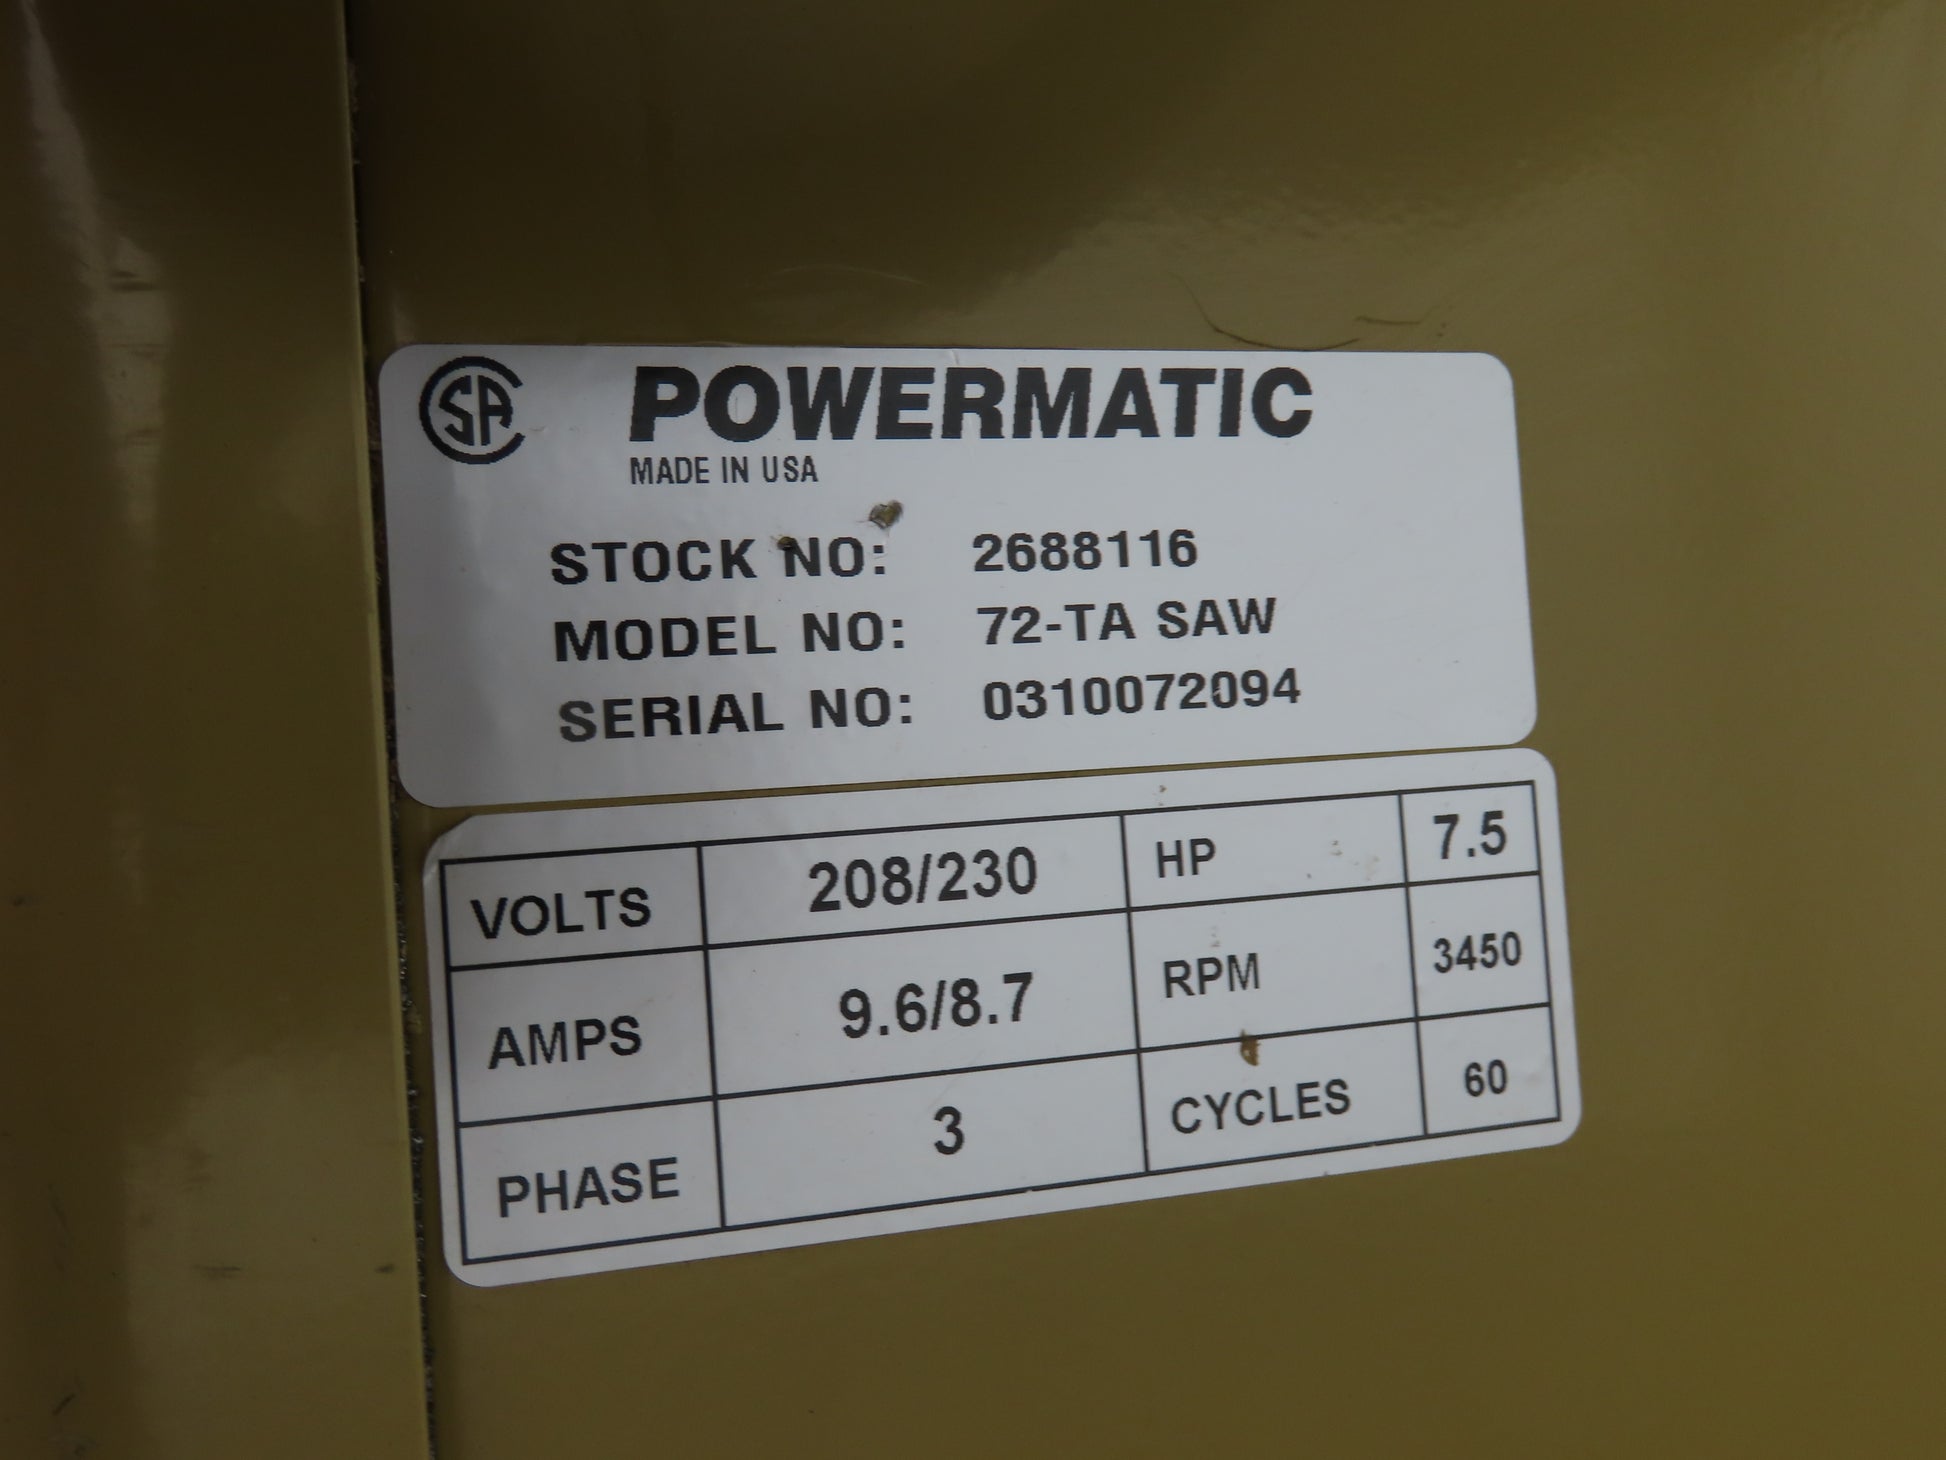 CSA POWERMATIC
MADE IN USA
STOCK NO: 2688116
MODEL NO: 72-TA SAW
SERIAL NO: 0310072094
VOLTS 208/230 HP 7.5
AMPS 9.6/8.7 RPM 3450
PHASE 3 CYCLES 60